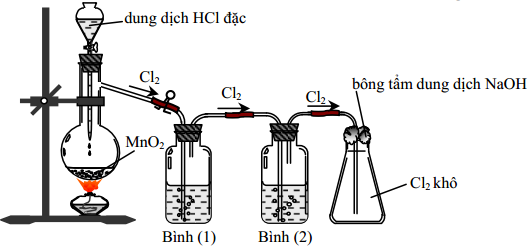 dung dịch HCl đặc
Cl₂
Cl₂
Cl₂
bông tẩm dung dịch NaOH
MnO₂
Cl₂ khô
Bình (1)
Bình (2)